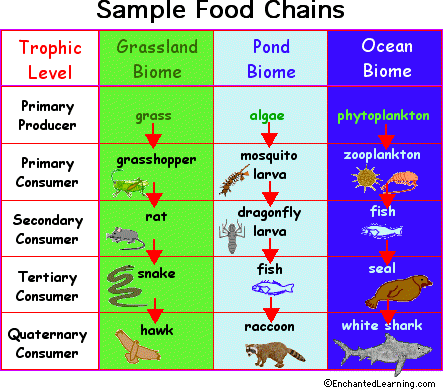 Sample Food Chains
Trophic Level
Grassland Biome
Pond Biome
Ocean Biome
Primary Producer
grass
algae
phytoplankton
Primary Consumer
grasshopper
mosquito larva
zooplankton
Secondary Consumer
rat
dragonfly larva
fish
Tertiary Consumer
snake
fish
seal
Quaternary Consumer
hawk
raccoon
white shark
©EnchantedLearning.com